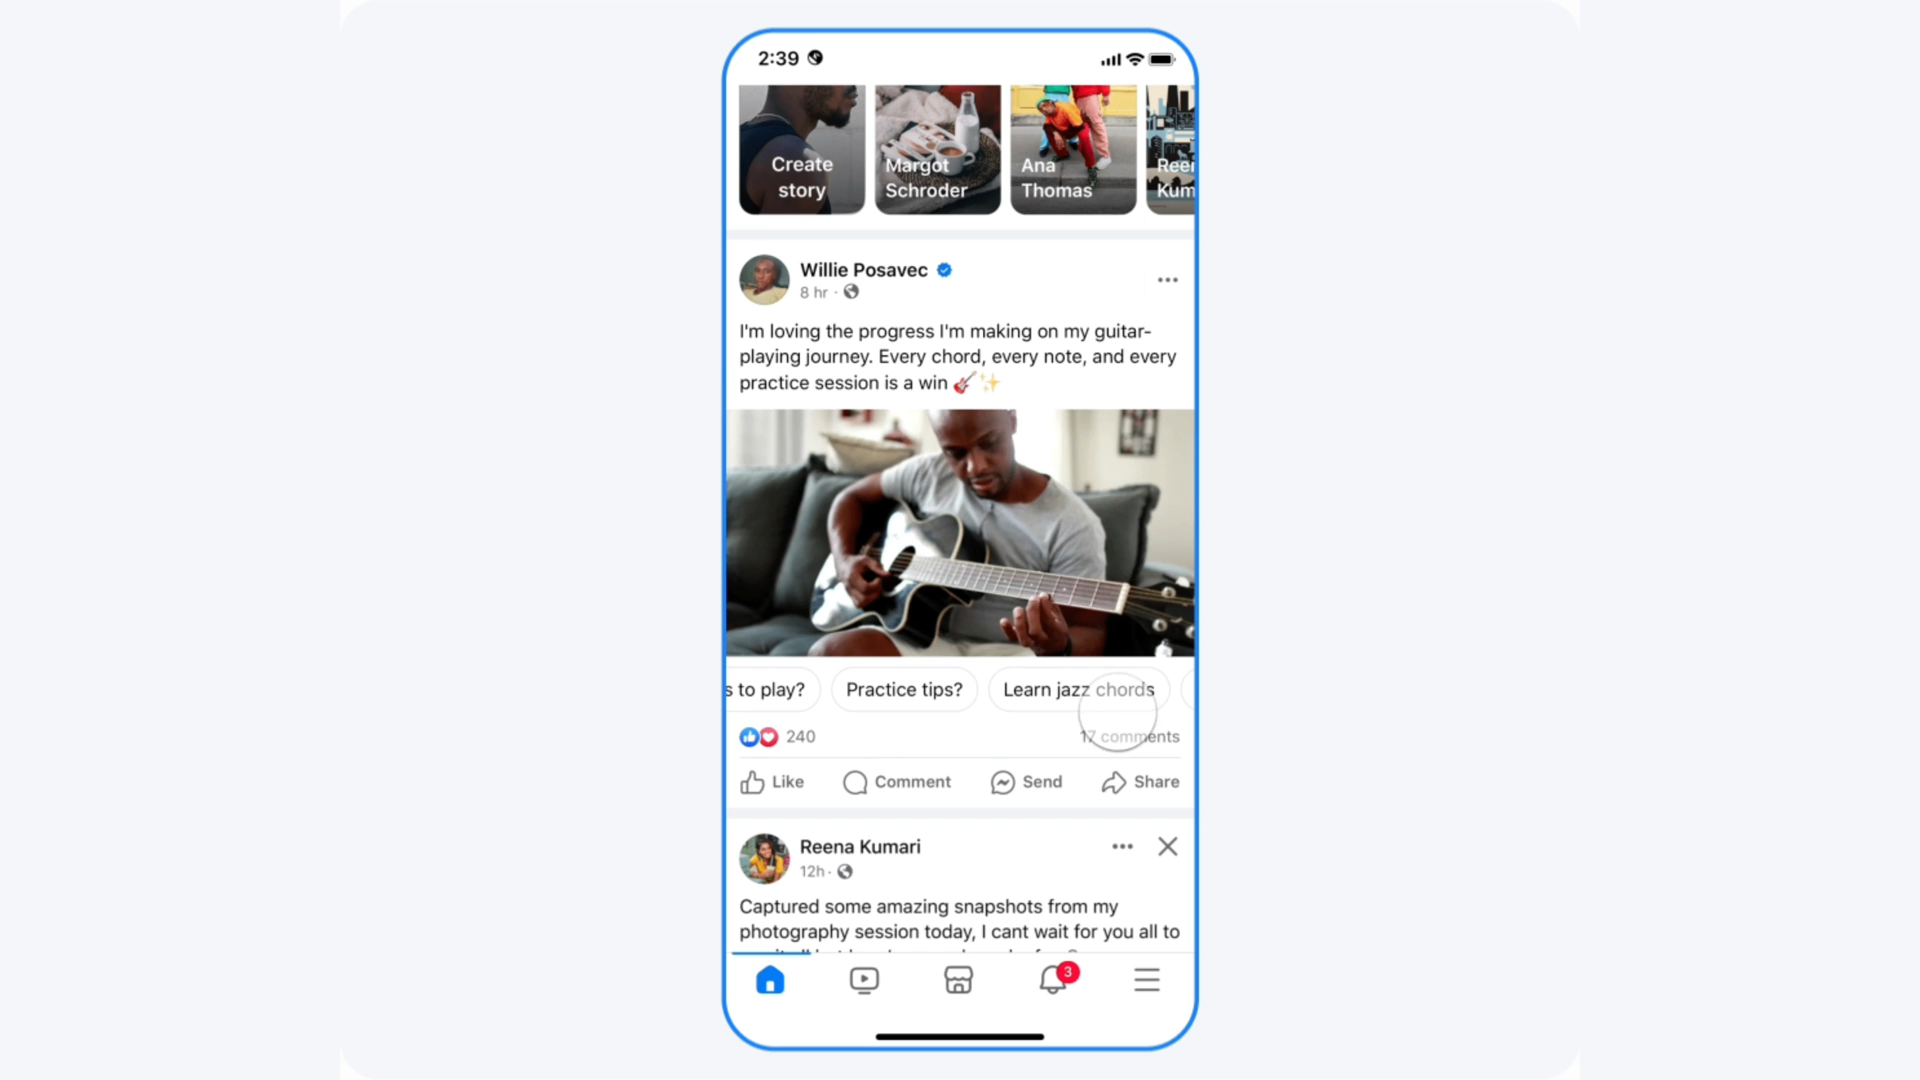 2:39
Create
story
Margot
Schroder
Ana
Thomas
Willie Posavec
8 hr ·
I'm loving the progress I'm making on my guitar-
playing journey. Every chord, every note, and every
practice session is a win 🎸✨
s to play?
Practice tips?
Learn jazz chords
240
17 comments
Like
Comment
Send
Share
Reena Kumari
12h ·
Captured some amazing snapshots from my
photography session today, I cant wait for you all to
3